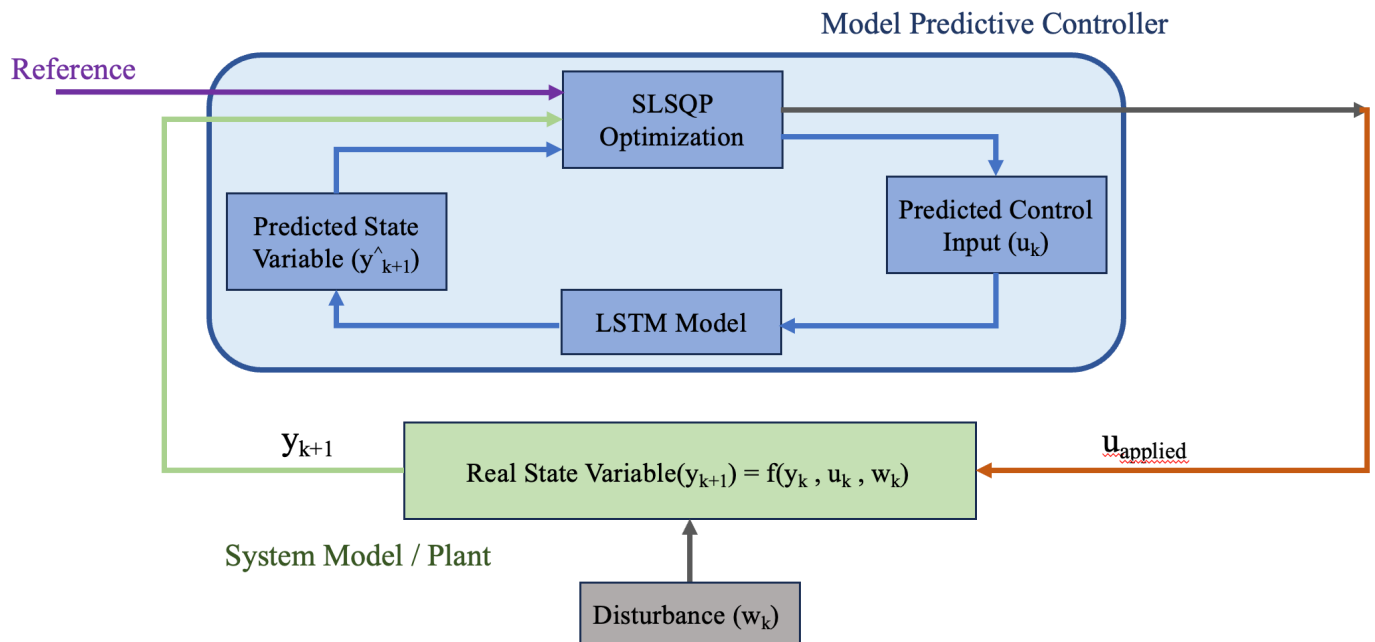 Model Predictive Controller
Reference
SLSQP
Optimization
Predicted State
Variable (y^k+1)
Predicted Control
Input (uk)
LSTM Model
yk+1
uapplied
Real State Variable(yk+1) = f(yk , uk , wk)
System Model / Plant
Disturbance (wk)